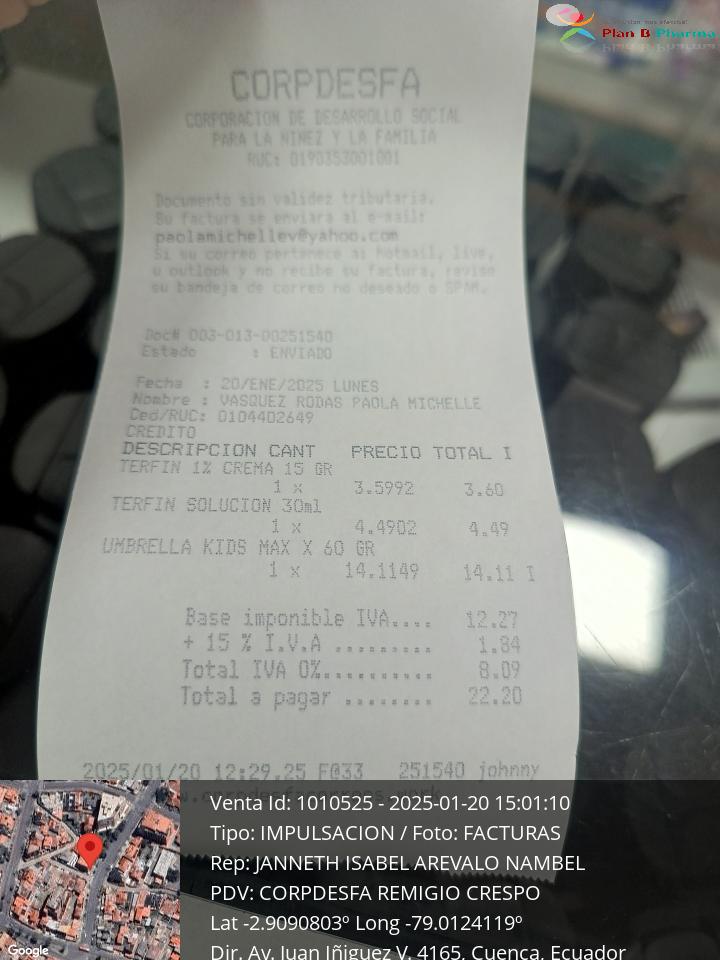 Plan B Pharma
CORPDESFA
CORPORACION DE DESARROLLO SOCIAL
PARA LA NINEZ Y LA FAMILIA
RUC: 0190353001001
Documento sin validez tributaria.
Su factura se enviara al e-mail:
paolamichellev@yahoo.com
Si su correo pertenece a: hotmail, live,
u outlook y no recibe su factura, revise
su bandeja de correo no deseado o SPAM.
Doc# 003-013-00251540
Estado : ENVIADO
Fecha : 20/ENE/2025 LUNES
Nombre : VASQUEZ RODAS PAOLA MICHELLE
Ced/RUC: 0104402649
CREDITO
DESCRIPCION CANT PRECIO TOTAL I
TERFIN 1% CREMA 15 GR
1 x 3.5992 3.60
TERFIN SOLUCION 30ml
1 x 4.4902 4.49
UMBRELLA KIDS MAX X 60 GR
1 x 14.1149 14.11 I
Base imponible IVA.... 12.27
+ 15 % I.V.A ......... 1.84
Total IVA 0%.......... 8.09
Total a pagar ........ 22.20
2025/01/20 12:29.25 F@33 251540 johnny
Venta Id: 1010525 - 2025-01-20 15:01:10
Tipo: IMPULSACION / Foto: FACTURAS
Rep: JANNETH ISABEL AREVALO NAMBEL
PDV: CORPDESFA REMIGIO CRESPO
Lat -2.9090803º Long -79.0124119º
Dir. Av. Juan Iñiguez V. 4165, Cuenca, Ecuador
Google